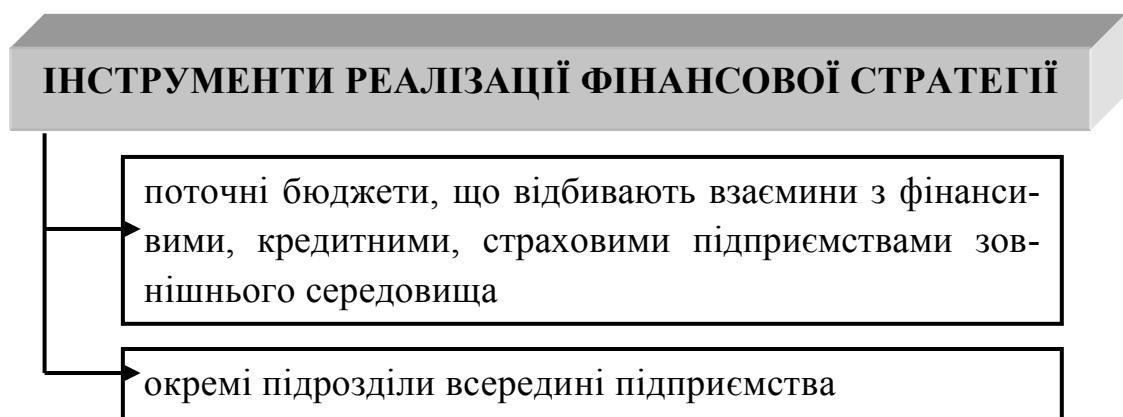 ІНСТРУМЕНТИ РЕАЛІЗАЦІЇ ФІНАНСОВОЇ СТРАТЕГІЇ
поточні бюджети, що відбивають взаємини з фінанси-
вими, кредитними, страховими підприємствами зов-
нішнього середовища
окремі підрозділи всередині підприємства